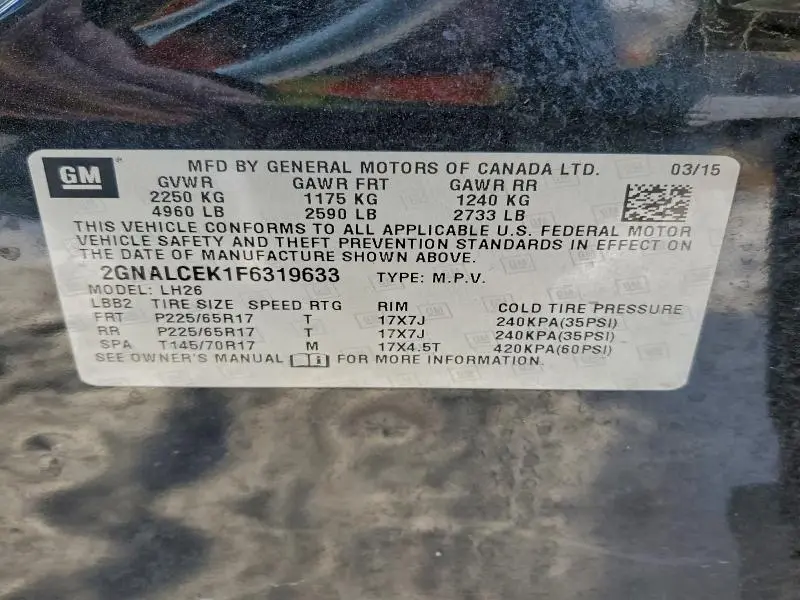 GM MFD BY GENERAL MOTORS OF CANADA LTD. 03/15
GVWR GAWR FRT GAWR RR
2250 KG 1175 KG 1240 KG
4960 LB 2590 LB 2733 LB
THIS VEHICLE CONFORMS TO ALL APPLICABLE U.S. FEDERAL MOTOR
VEHICLE SAFETY AND THEFT PREVENTION STANDARDS IN EFFECT ON
THE DATE OF MANUFACTURE SHOWN ABOVE.
2GNALCEK1F6319633 TYPE: M.P.V.
MODEL: LH26
LBB2 TIRE SIZE SPEED RTG RIM COLD TIRE PRESSURE
FRT P225/65R17 T 17X7J 240KPA(35PSI)
RR P225/65R17 T 17X7J 240KPA(35PSI)
SPA T145/70R17 M 17X4.5T 420KPA(60PSI)
SEE OWNER'S MANUAL FOR MORE INFORMATION.